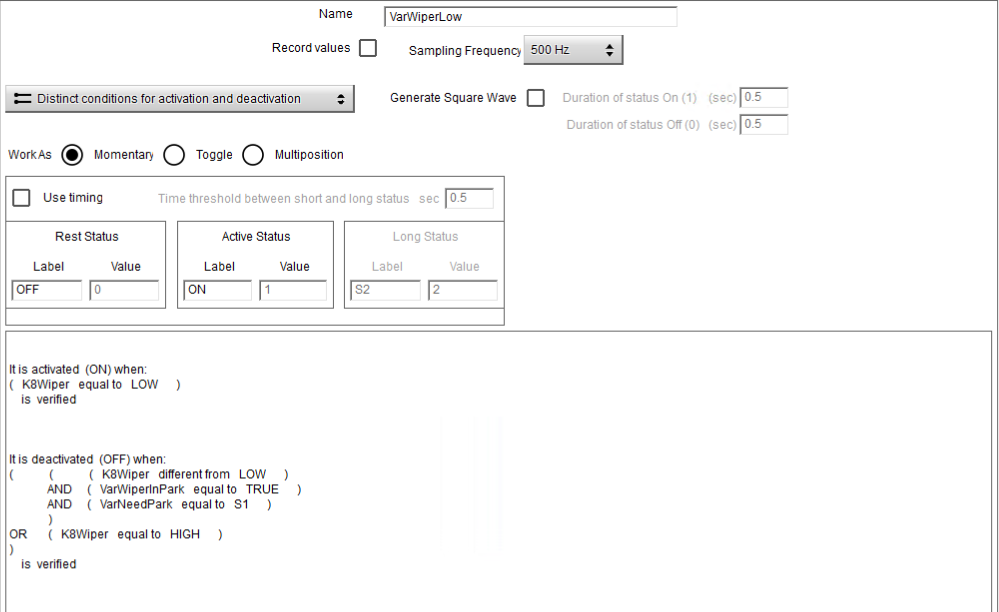 Name VarWiperLow
Record values Sampling Frequency 500 Hz
Distinct conditions for activation and deactivation Generate Square Wave Duration of status On (1) (sec) 0.5
Duration of status Off (0) (sec) 0.5
Work As Momentary Toggle Multiposition
Use timing Time threshold between short and long status sec 0.5
Rest Status Active Status Long Status
Label Value Label Value Label Value
OFF 0 ON 1 S2 2
It is activated (ON) when:
( K8Wiper equal to LOW )
is verified
It is deactivated (OFF) when:
( ( ( K8Wiper different from LOW )
AND ( VarWiperInPark equal to TRUE )
AND ( VarNeedPark equal to S1 )
)
OR ( K8Wiper equal to HIGH )
)
is verified